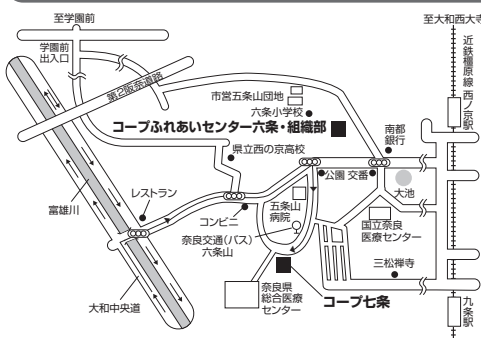 至学園前
至大和西大寺
学園前
出入口
第2阪奈道路
近鉄橿原線
西ノ京駅
市営五条山団地
六条小学校
コープふれあいセンター六条・組織部
南都
銀行
県立西の京高校
公園
交番
大池
レストラン
富雄川
コンビニ
五条山
病院
国立奈良
医療センター
奈良交通(バス)
六条山
三松禅寺
大和中央道
奈良県
総合医療
センター
コープ七条
九条駅